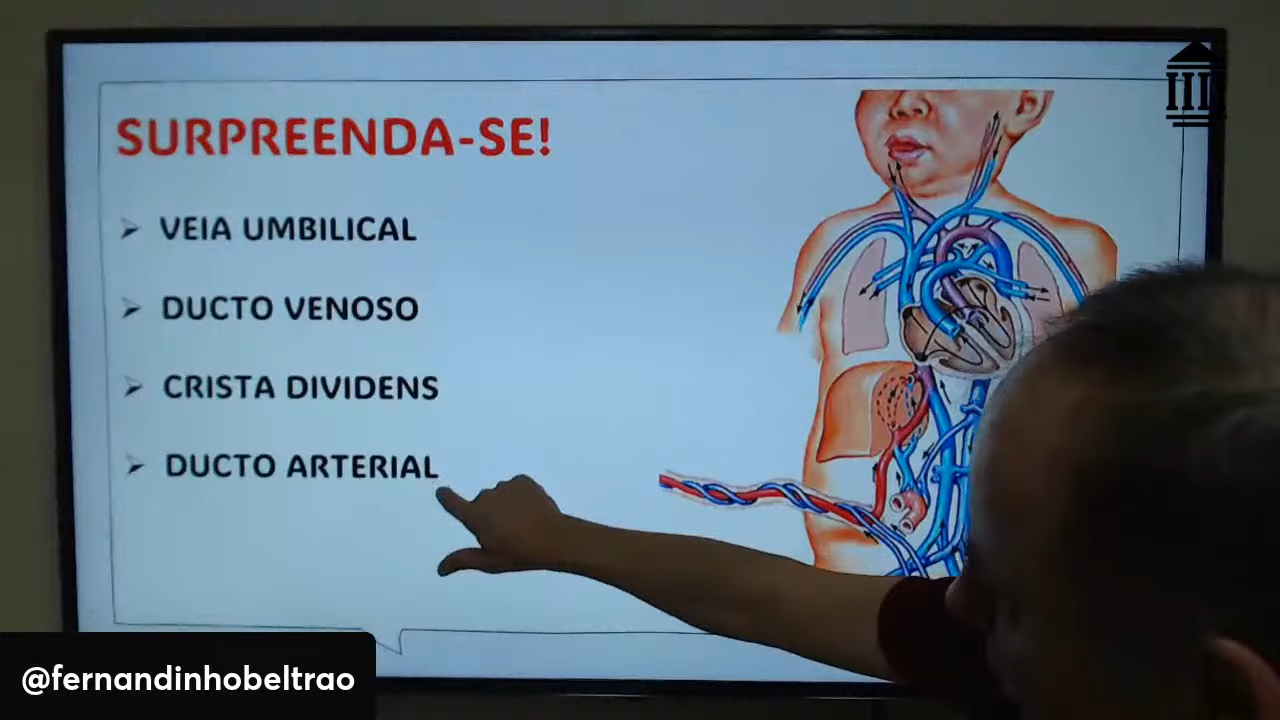 SURPREENDA-SE!
VEIA UMBILICAL
DUCTO VENOSO
CRISTA DIVIDENS
DUCTO ARTERIAL
@fernandinhobeltrao